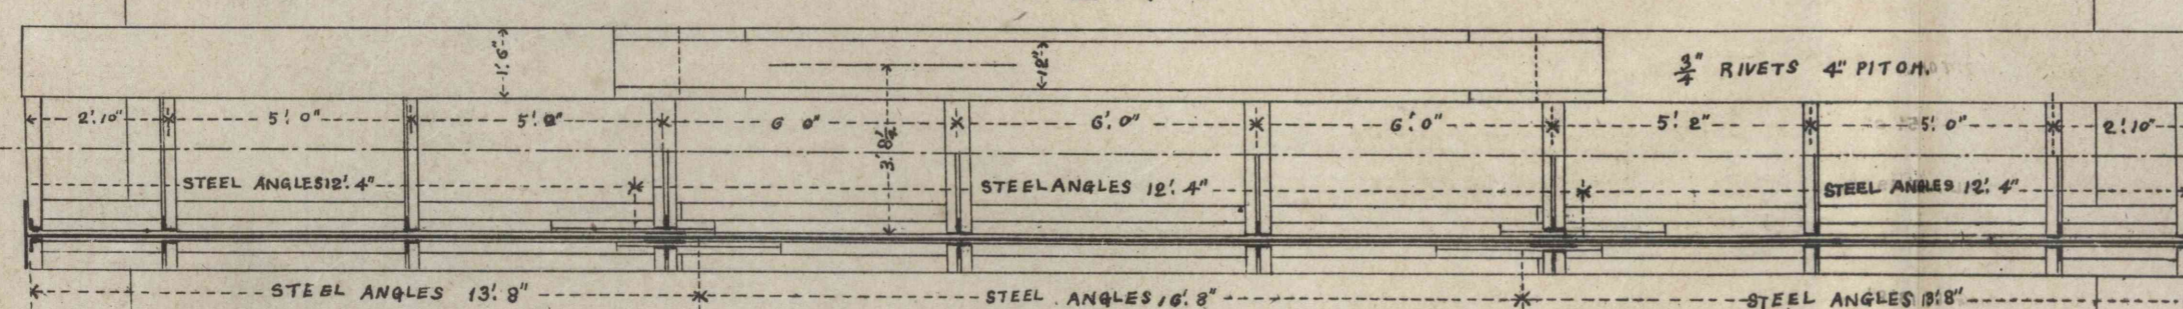 1'.6"
12"
3/4" RIVETS 4" PITCH.
2'.10" 5'.0" 5'.2" 6 0" 6'.0" 6'.0" 5'.2" 5'.0" 2'.10"
3'.8 1/4"
STEEL ANGLES 12'.4" STEEL ANGLES 12'.4" STEEL ANGLES 12'.4"
STEEL ANGLES 13'.8" STEEL ANGLES 16'.8" STEEL ANGLES 13'8"